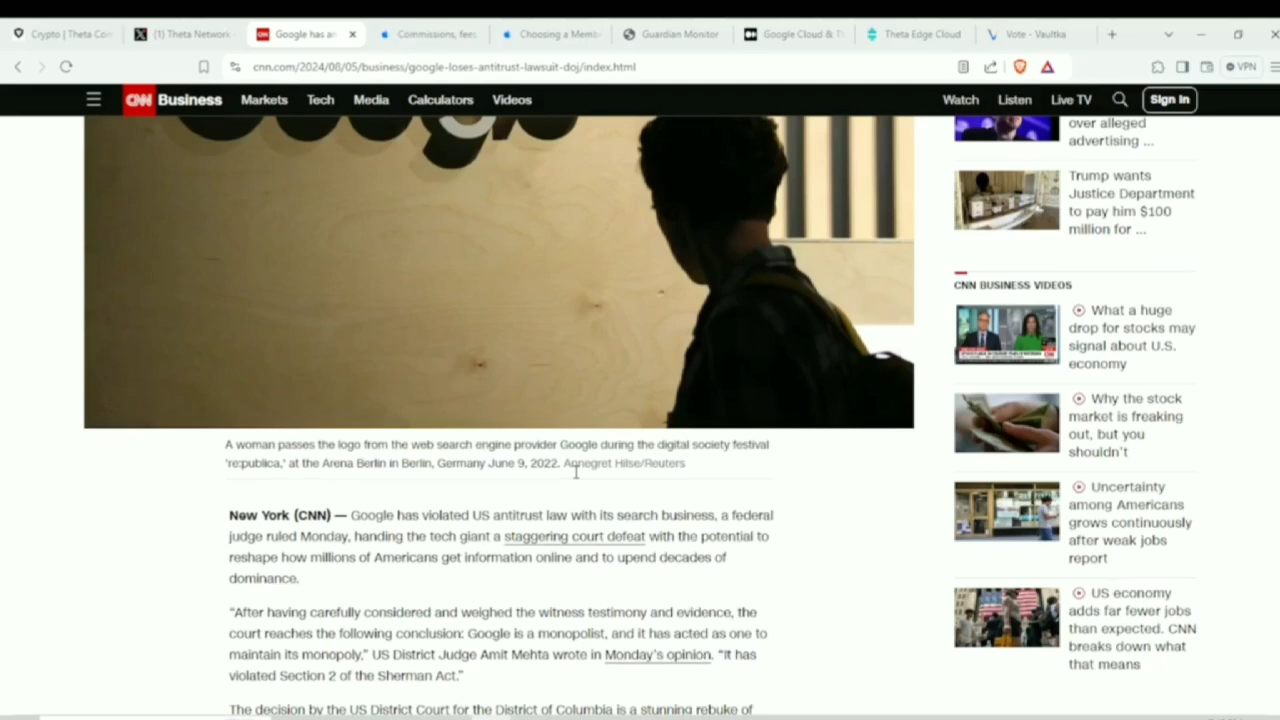 Crypto | Theta Con
(1) Theta Network
Google has an
Commissions, fees
Choosing a Memb
Guardian Monitor
Google Cloud & T
Theta Edge Cloud
Vote - Vaultka
cnn.com/2024/08/05/business/google-loses-antitrust-lawsuit-doj/index.html
VPN
CNN Business Markets Tech Media Calculators Videos
Watch Listen Live TV Sign in
over alleged
advertising ...
Trump wants
Justice Department
to pay him $100
million for ...
CNN BUSINESS VIDEOS
What a huge
drop for stocks may
signal about U.S.
economy
Why the stock
market is freaking
out, but you
shouldn't
Uncertainty
among Americans
grows continuously
after weak jobs
report
US economy
adds far fewer jobs
than expected. CNN
breaks down what
that means
A woman passes the logo from the web search engine provider Google during the digital society festival
're:publica,' at the Arena Berlin in Berlin, Germany June 9, 2022. Annegret Hilse/Reuters
New York (CNN) — Google has violated US antitrust law with its search business, a federal
judge ruled Monday, handing the tech giant a staggering court defeat with the potential to
reshape how millions of Americans get information online and to upend decades of
dominance.
“After having carefully considered and weighed the witness testimony and evidence, the
court reaches the following conclusion: Google is a monopolist, and it has acted as one to
maintain its monopoly,” US District Judge Amit Mehta wrote in Monday's opinion. “It has
violated Section 2 of the Sherman Act.”
The decision by the US District Court for the District of Columbia is a stunning rebuke of